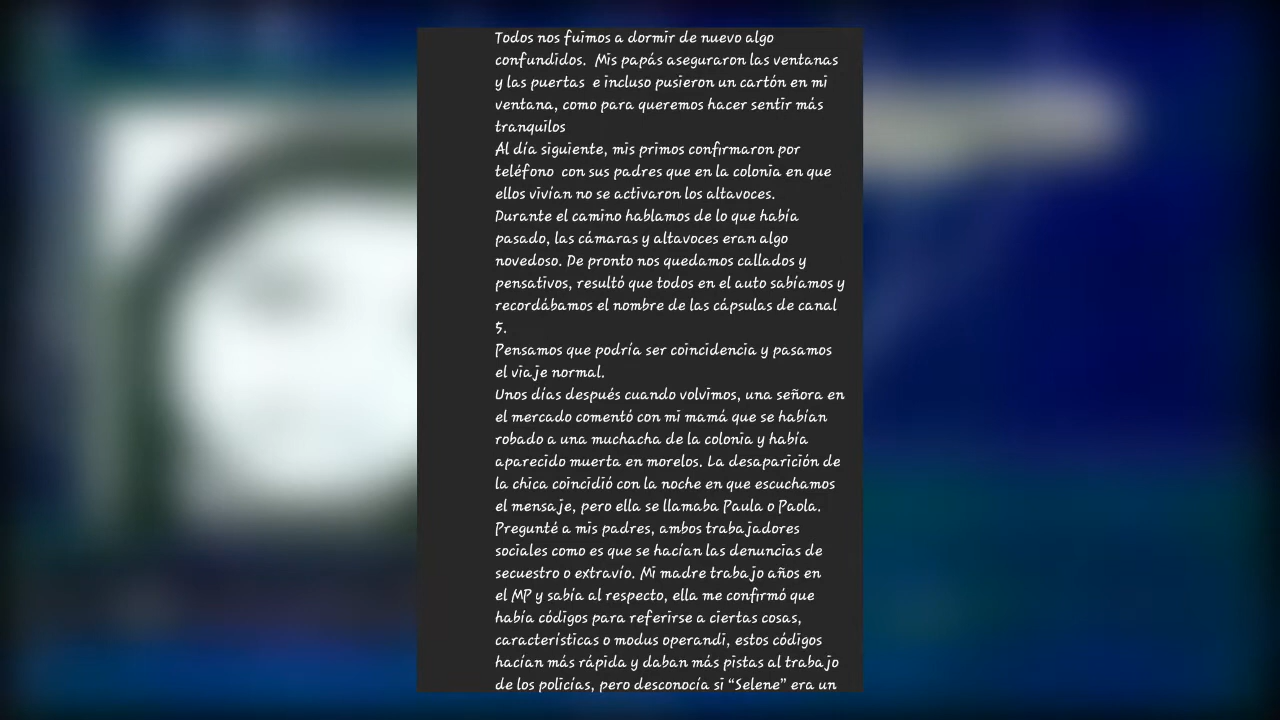 Todos nos fuimos a dormir de nuevo algo
confundidos.  Mis papás aseguraron las ventanas
y las puertas  e incluso pusieron un cartón en mi
ventana, como para queremos hacer sentir más
tranquilos
Al día siguiente, mis primos confirmaron por
teléfono  con sus padres que en la colonia en que
ellos vivían no se activaron los altavoces.
Durante el camino hablamos de lo que había
pasado, las cámaras y altavoces eran algo
novedoso. De pronto nos quedamos callados y
pensativos, resultó que todos en el auto sabíamos y
recordábamos el nombre de las cápsulas de canal
5.
Pensamos que podría ser coincidencia y pasamos
el viaje normal.
Unos días después cuando volvimos, una señora en
el mercado comentó con mi mamá que se habían
robado a una muchacha de la colonia y había
aparecido muerta en morelos. La desaparición de
la chica coincidió con la noche en que escuchamos
el mensaje, pero ella se llamaba Paula o Paola.
Pregunté a mis padres, ambos trabajadores
sociales como es que se hacían las denuncias de
secuestro o extravío. Mi madre trabajo años en
el MP y sabía al respecto, ella me confirmó que
había códigos para referirse a ciertas cosas,
características o modus operandi, estos códigos
hacían más rápida y daban más pistas al trabajo
de los policías, pero desconocía si “Selene” era un